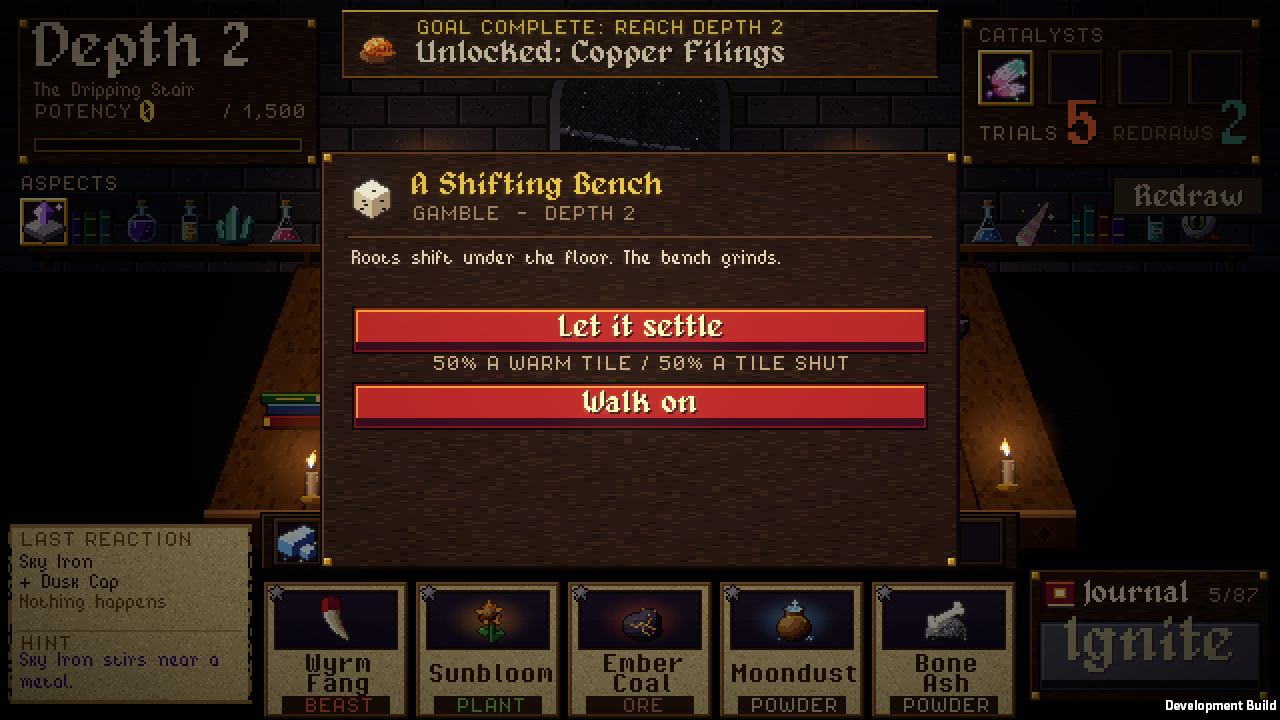 Depth 2
The Dripping Stair
POTENCY 0 / 1,500
ASPECTS
GOAL COMPLETE: REACH DEPTH 2
Unlocked: Copper Filings
CATALYSTS
TRIALS 5 REDRAWS 2
Redraw
A Shifting Bench
GAMBLE - DEPTH 2
Roots shift under the floor. The bench grinds.
Let it settle
50% A WARM TILE / 50% A TILE SHUT
Walk on
LAST REACTION
Sky Iron
+ Dusk Cap
Nothing happens
HINT
Sky Iron stirs near a
metal.
Wyrm
Fang
BEAST
Sunbloom
PLANT
Ember
Coal
ORE
Moondust
POWDER
Bone
Ash
POWDER
Journal 5/87
Ignite
Development Build